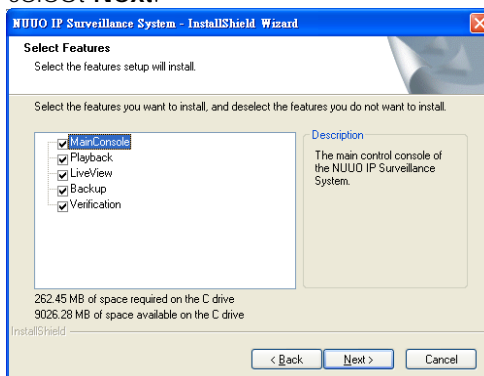 select Next.
NUUO IP Surveillance System - InstallShield Wizard
Select Features
Select the features setup will install.
Select the features you want to install, and deselect the features you do not want to install.
MainConsole
Playback
LiveView
Backup
Verification
Description
The main control console of
the NUUO IP Surveillance
System.
262.45 MB of space required on the C drive
9026.28 MB of space available on the C drive
InstallShield
< Back
Next >
Cancel